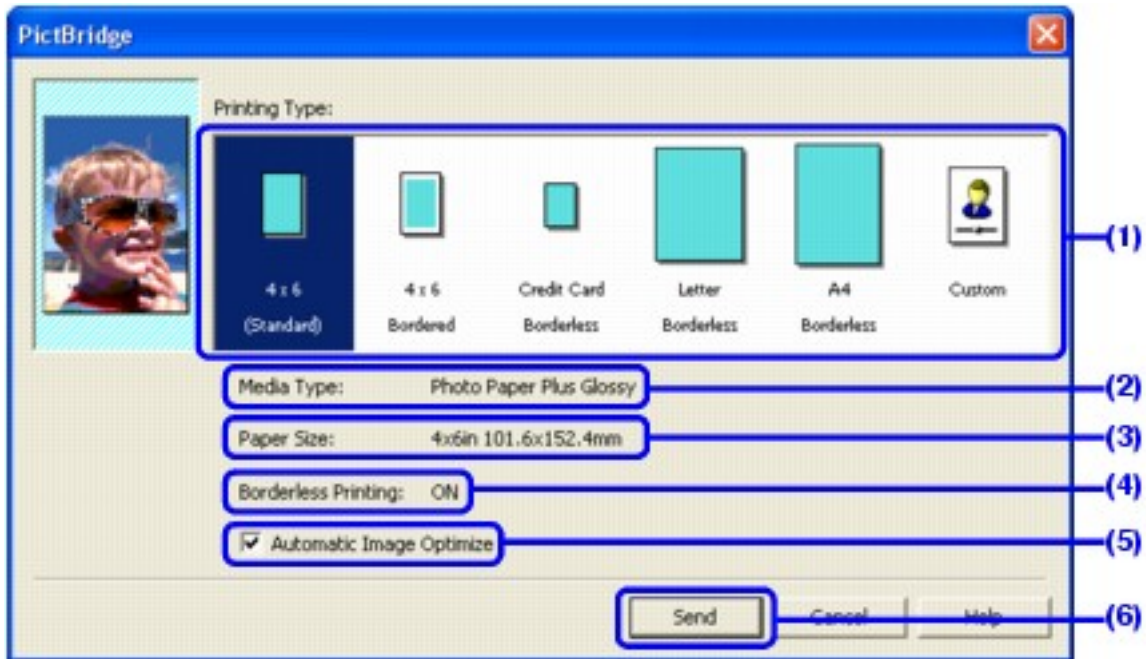 PictBridge
Printing Type:
4 x 6 4 x 6 Credit Card Letter A4 Custom
(Standard) Bordered Borderless Borderless Borderless
(1)
Media Type: Photo Paper Plus Glossy
(2)
Paper Size: 4x6in 101.6x152.4mm
(3)
Borderless Printing: ON
(4)
Automatic Image Optimize
(5)
Send Cancel Help
(6)